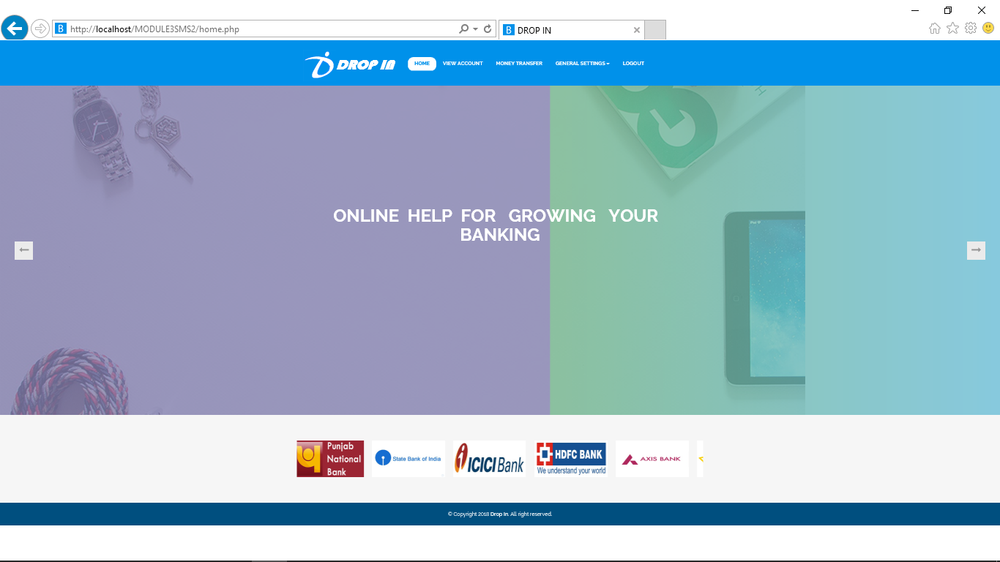 http://localhost/MODULE3SMS2/home.php
B DROP IN
DROP IN
HOME
VIEW ACCOUNT
MONEY TRANSFER
GENERAL SETTINGS
LOGOUT
ONLINE HELP FOR GROWING YOUR
BANKING
Punjab
National
Bank
State Bank of India
ICICI Bank
HDFC BANK
We understand your world
AXIS BANK
© Copyright 2018 Drop In. All right reserved.